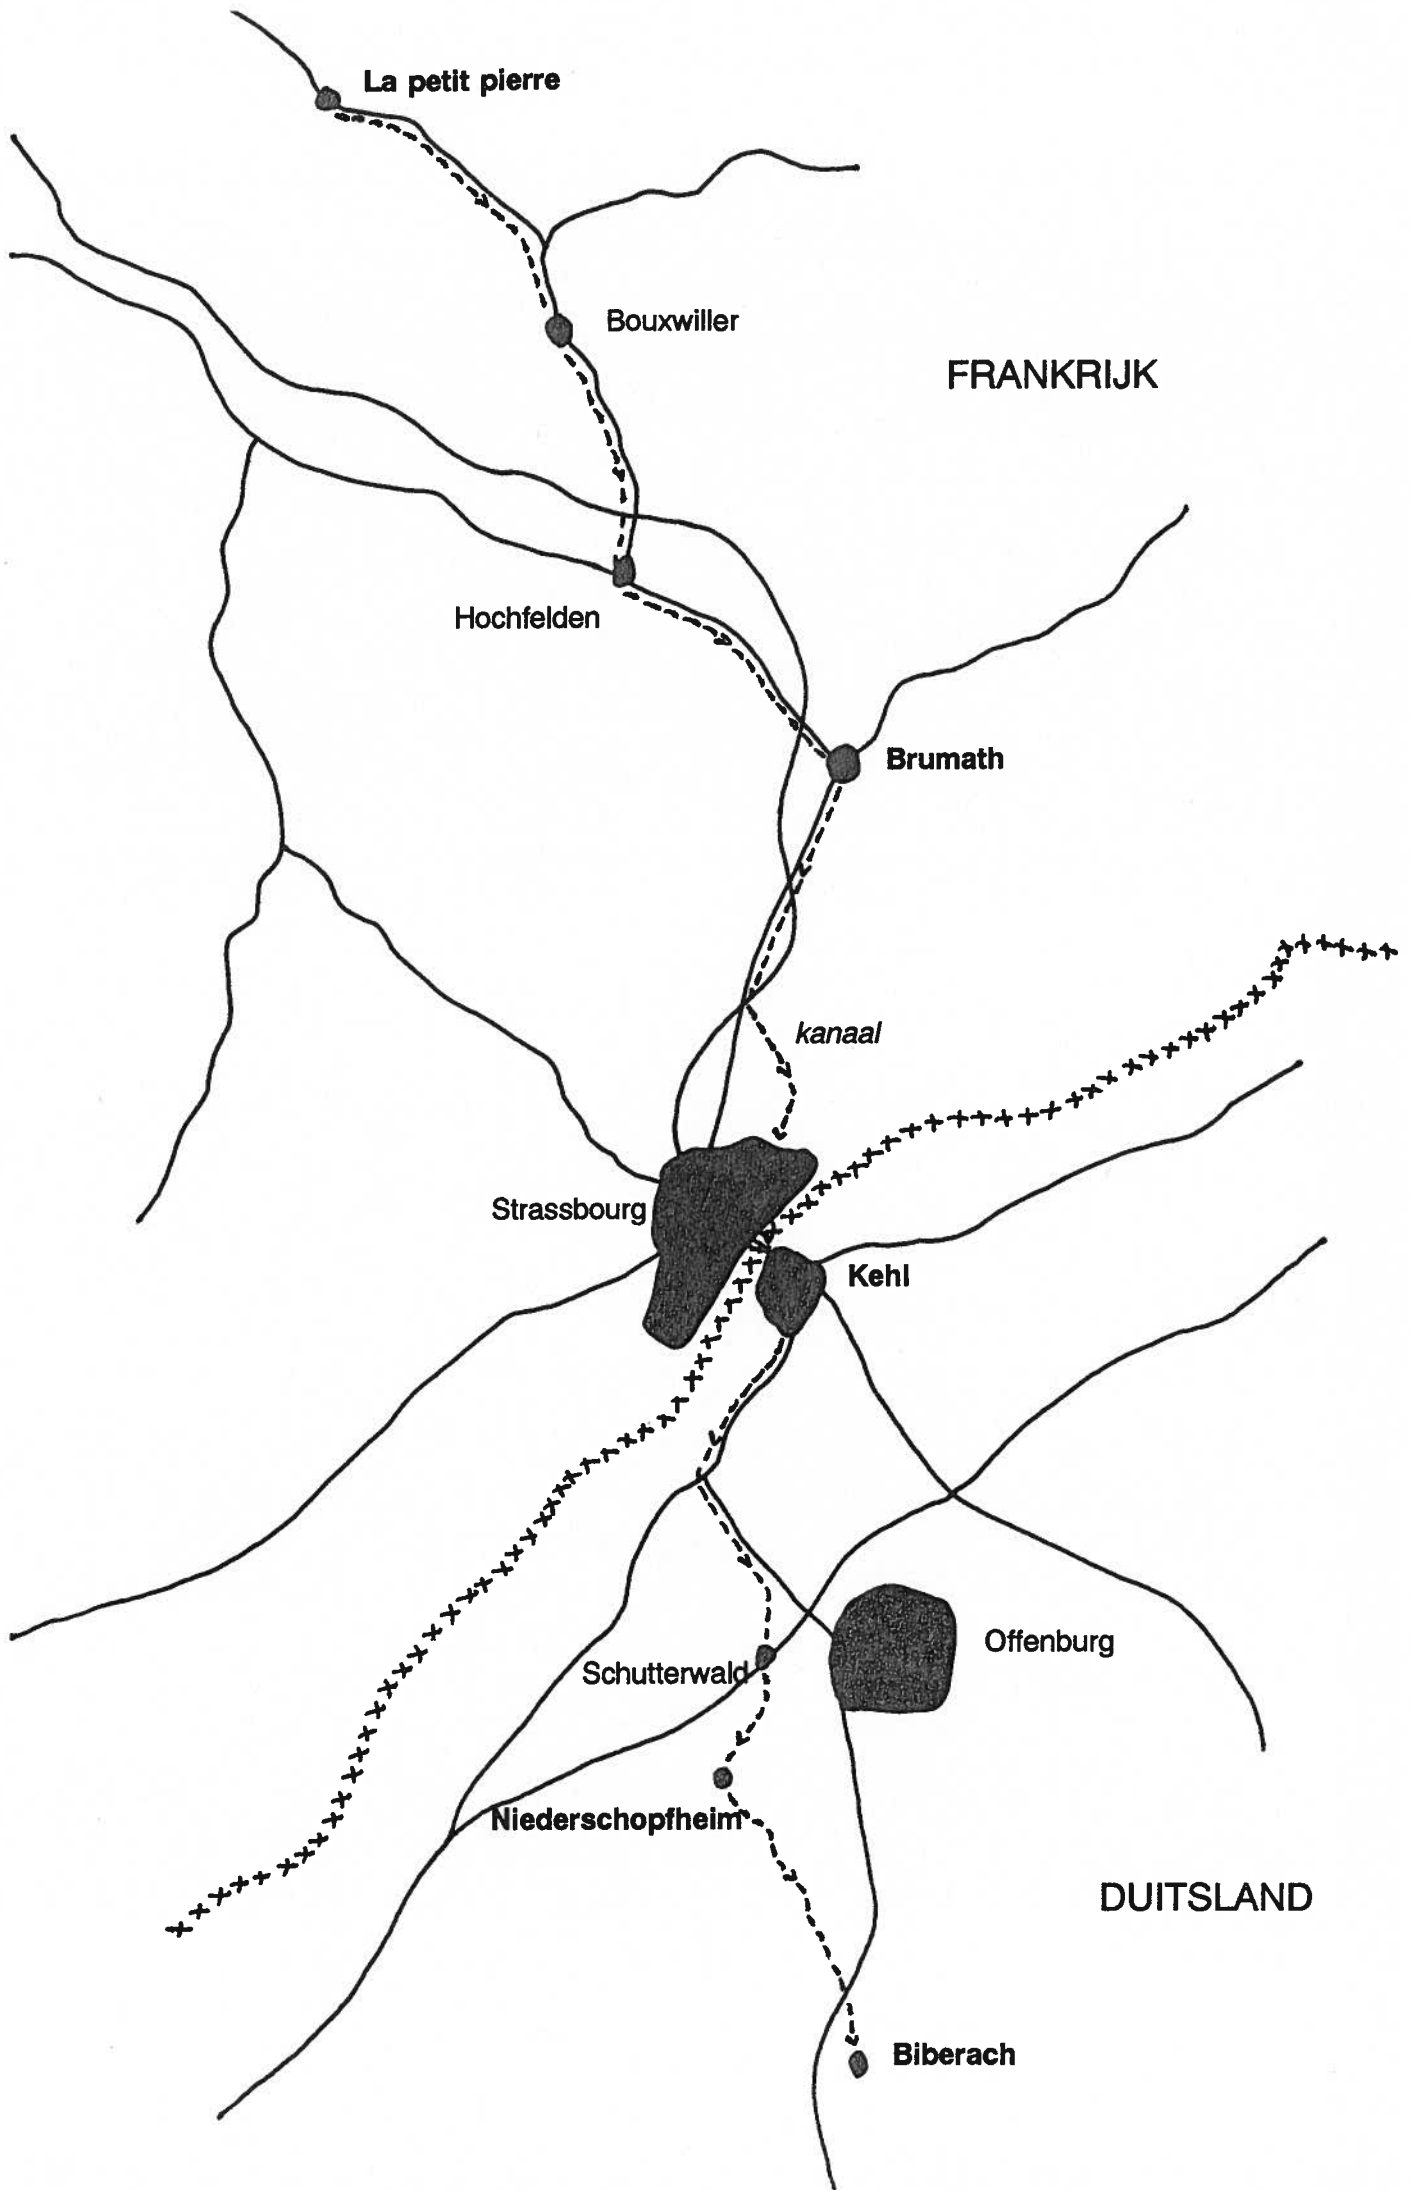 La petit pierre
Bouxwiller
FRANKRIJK
Hochfelden
Brumath
kanaal
Strassbourg
Kehl
Offenburg
Schutterwald
Niederschopfheim
DUITSLAND
Biberach